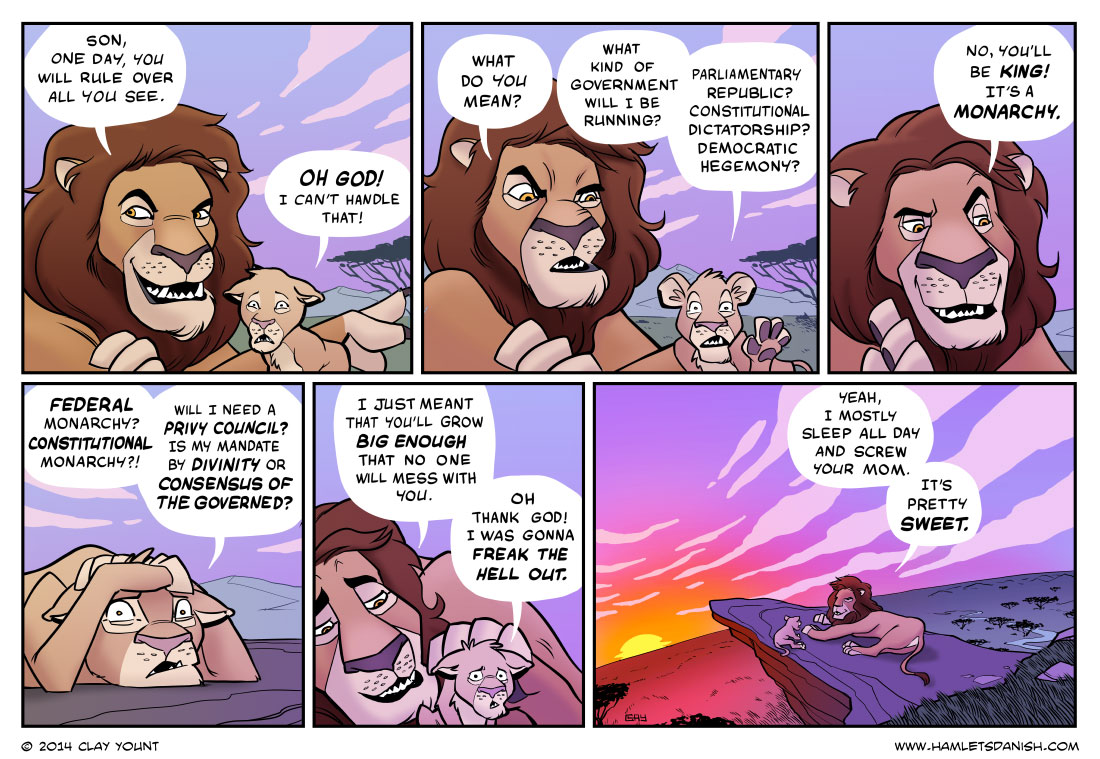 SON,
ONE DAY, YOU
WILL RULE OVER
ALL YOU SEE.
OH GOD!
I CAN'T HANDLE
THAT!
WHAT
DO YOU
MEAN?
WHAT
KIND OF
GOVERNMENT
WILL I BE
RUNNING?
PARLIAMENTARY
REPUBLIC?
CONSTITUTIONAL
DICTATORSHIP?
DEMOCRATIC
HEGEMONY?
NO, YOU'LL
BE KING!
IT'S A
MONARCHY.
FEDERAL
MONARCHY?
CONSTITUTIONAL
MONARCHY?!
WILL I NEED A
PRIVY COUNCIL?
IS MY MANDATE
BY DIVINITY OR
CONSENSUS OF
THE GOVERNED?
I JUST MEANT
THAT YOU'LL GROW
BIG ENOUGH
THAT NO ONE
WILL MESS WITH
YOU.
OH
THANK GOD!
I WAS GONNA
FREAK THE
HELL OUT.
YEAH,
I MOSTLY
SLEEP ALL DAY
AND SCREW
YOUR MOM.
IT'S
PRETTY
SWEET.
© 2014 CLAY YOUNT
WWW.HAMLETSDANISH.COM